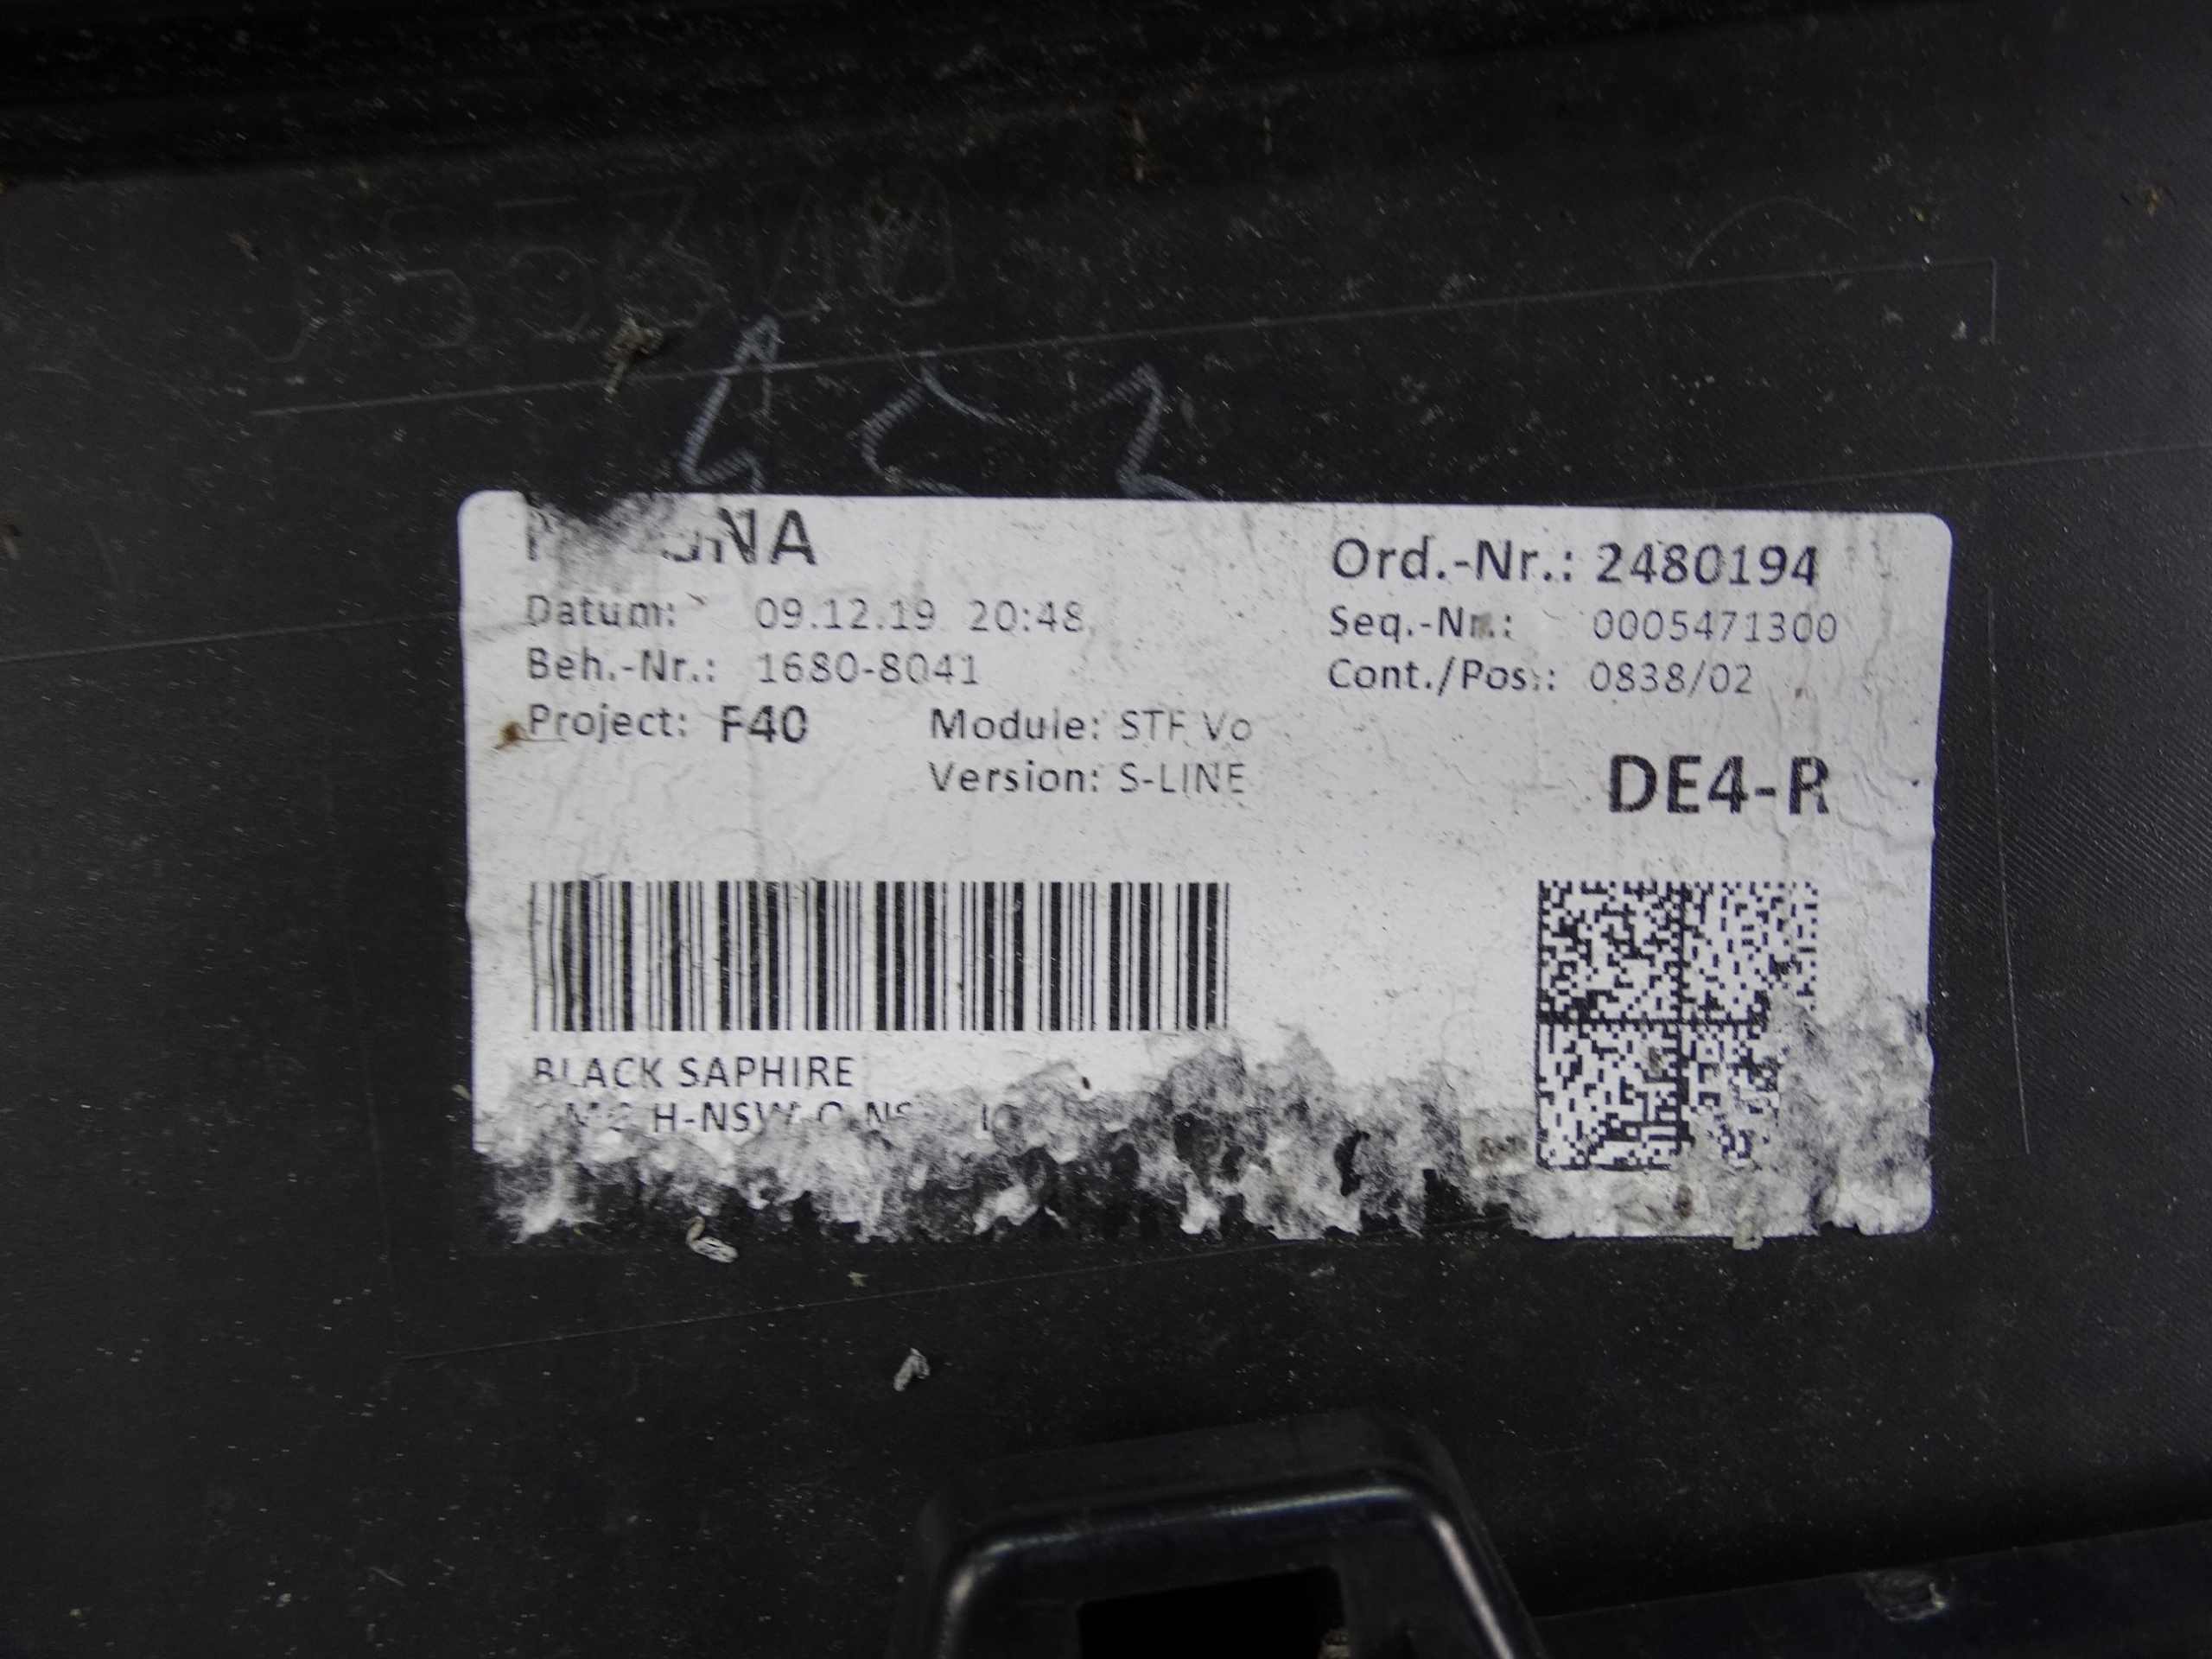 Ord.-Nr.: 2480194
Datum: 09.12.19 20:48
Seq.-Nr.: 0005471300
Beh.-Nr.: 1680-8041
Cont./Pos.: 0838/02
Project: F40 Module: STF Vo
Version: S-LINE
DE4-R
BLACK SAPHIRE